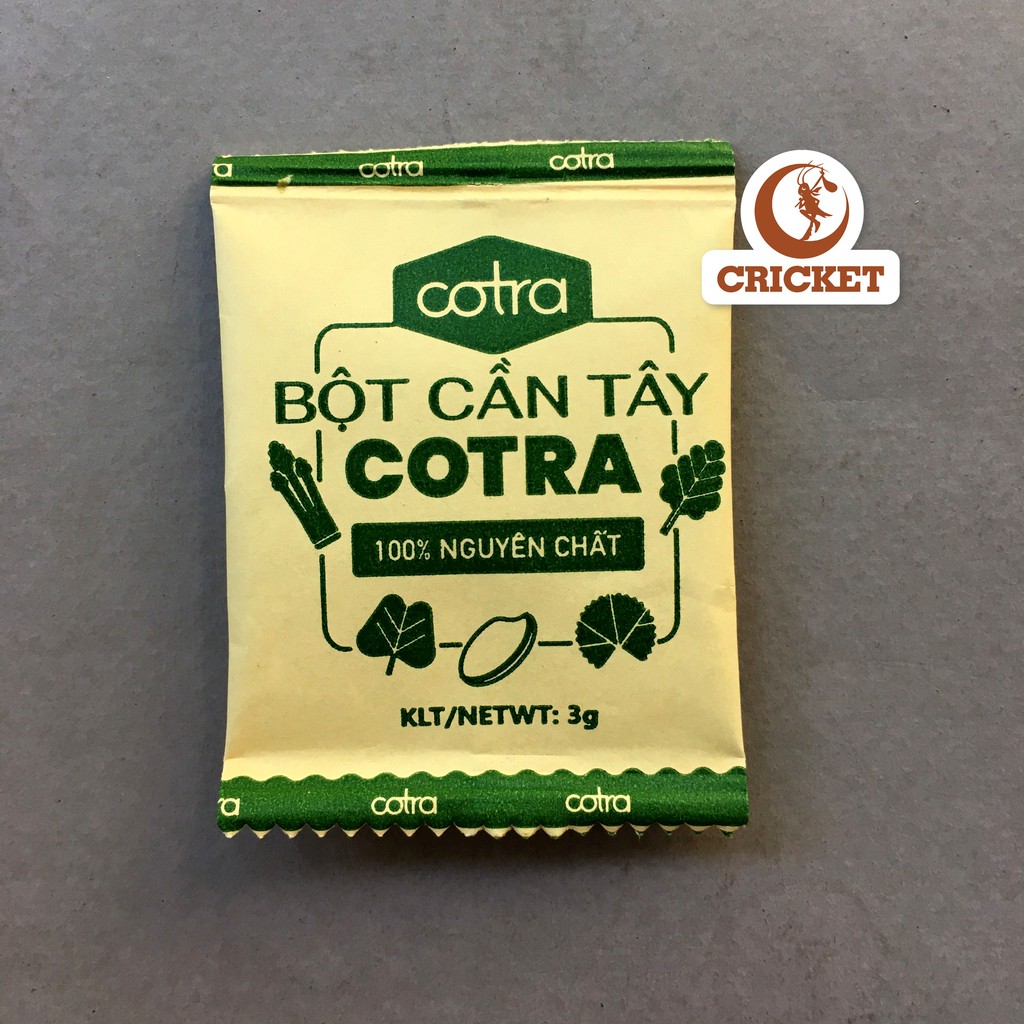 cotra cotra
cotra
CRICKET
BỘT CẦN TÂY
COTRA
100% NGUYÊN CHẤT
KLT/NETWT: 3g
cotra cotra